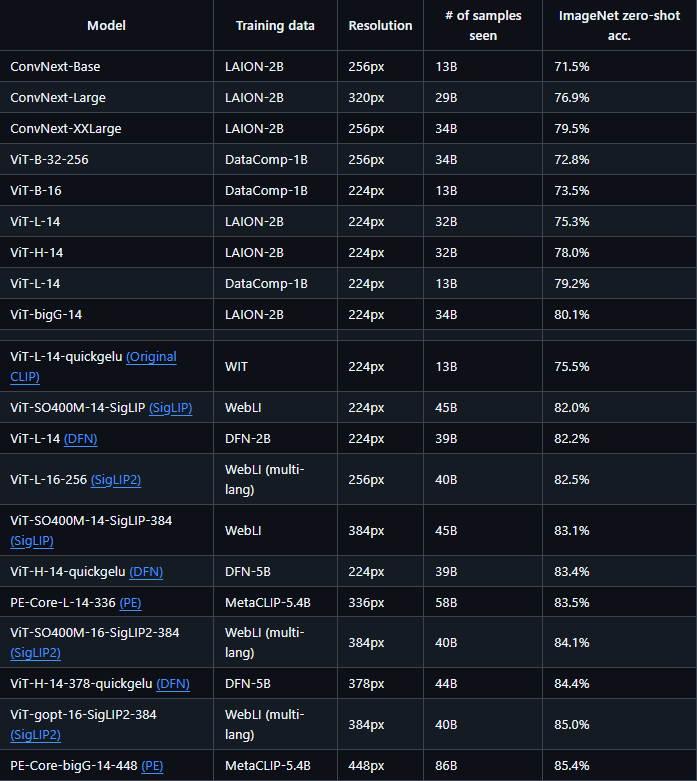 Model Training data Resolution # of samples seen ImageNet zero-shot acc.
ConvNext-Base LAION-2B 256px 13B 71.5%
ConvNext-Large LAION-2B 320px 29B 76.9%
ConvNext-XXLarge LAION-2B 256px 34B 79.5%
ViT-B-32-256 DataComp-1B 256px 34B 72.8%
ViT-B-16 DataComp-1B 224px 13B 73.5%
ViT-L-14 LAION-2B 224px 32B 75.3%
ViT-H-14 LAION-2B 224px 32B 78.0%
ViT-L-14 DataComp-1B 224px 13B 79.2%
ViT-bigG-14 LAION-2B 224px 34B 80.1%
ViT-L-14-quickgelu (Original CLIP) WIT 224px 13B 75.5%
ViT-SO400M-14-SigLIP (SigLIP) WebLI 224px 45B 82.0%
ViT-L-14 (DFN) DFN-2B 224px 39B 82.2%
ViT-L-16-256 (SigLIP2) WebLI (multi-lang) 256px 40B 82.5%
ViT-SO400M-14-SigLIP-384 (SigLIP) WebLI 384px 45B 83.1%
ViT-H-14-quickgelu (DFN) DFN-5B 224px 39B 83.4%
PE-Core-L-14-336 (PE) MetaCLIP-5.4B 336px 58B 83.5%
ViT-SO400M-16-SigLIP2-384 (SigLIP2) WebLI (multi-lang) 384px 40B 84.1%
ViT-H-14-378-quickgelu (DFN) DFN-5B 378px 44B 84.4%
ViT-gopt-16-SigLIP2-384 (SigLIP2) WebLI (multi-lang) 384px 40B 85.0%
PE-Core-bigG-14-448 (PE) MetaCLIP-5.4B 448px 86B 85.4%